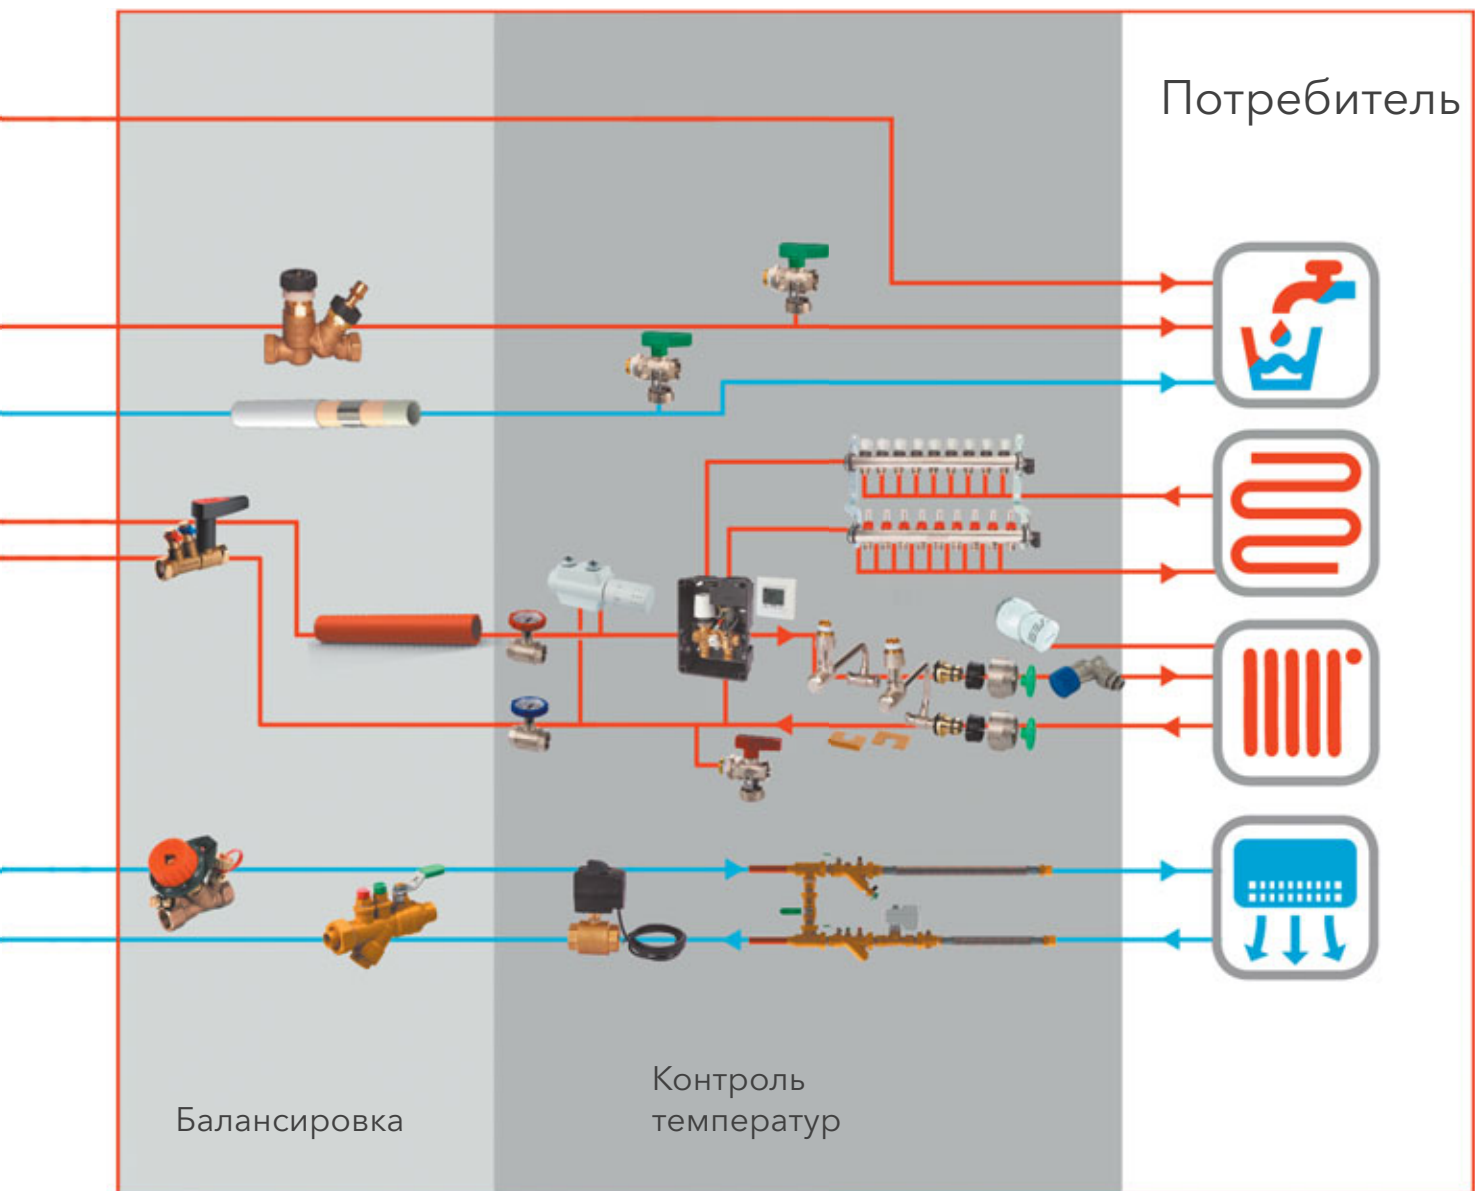 Потребитель
Контроль
температур
Балансировка